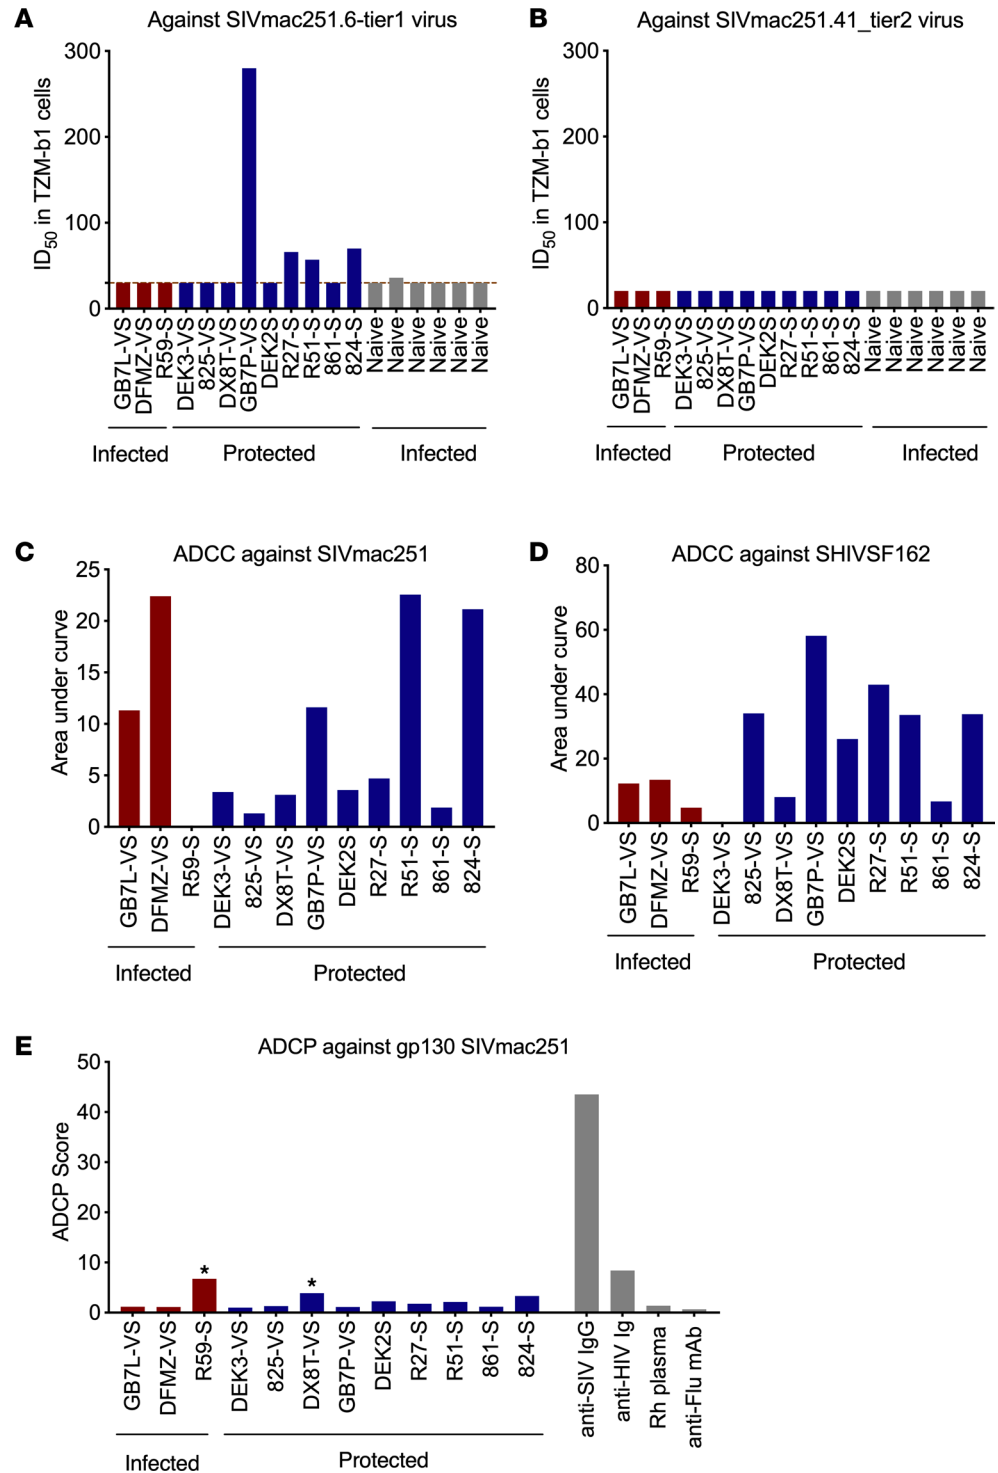 A Against SIVmac251.6-tier1 virus
ID50 in TZM-b1 cells
300
200
100
0
GB7L-VS
DFMZ-VS
R59-S
DEK3-VS
825-VS
DX8T-VS
GB7P-VS
DEK2S
R27-S
R51-S
861-S
824-S
Naive
Naive
Naive
Naive
Naive
Naive
Infected Protected Infected
B Against SIVmac251.41_tier2 virus
ID50 in TZM-b1 cells
300
200
100
0
GB7L-VS
DFMZ-VS
R59-S
DEK3-VS
825-VS
DX8T-VS
GB7P-VS
DEK2S
R27-S
R51-S
861-S
824-S
Naive
Naive
Naive
Naive
Naive
Naive
Infected Protected Infected
C ADCC against SIVmac251
Area under curve
25
20
15
10
5
0
GB7L-VS
DFMZ-VS
R59-S
DEK3-VS
825-VS
DX8T-VS
GB7P-VS
DEK2S
R27-S
R51-S
861-S
824-S
Infected Protected
D ADCC against SHIVSF162
Area under curve
80
60
40
20
0
GB7L-VS
DFMZ-VS
R59-S
DEK3-VS
825-VS
DX8T-VS
GB7P-VS
DEK2S
R27-S
R51-S
861-S
824-S
Infected Protected
E ADCP against gp130 SIVmac251
ADCP Score
50
40
30
20
10
0
* *
GB7L-VS
DFMZ-VS
R59-S
DEK3-VS
825-VS
DX8T-VS
GB7P-VS
DEK2S
R27-S
R51-S
861-S
824-S
anti-SIV IgG
anti-HIV Ig
Rh plasma
anti-Flu mAb
Infected Protected